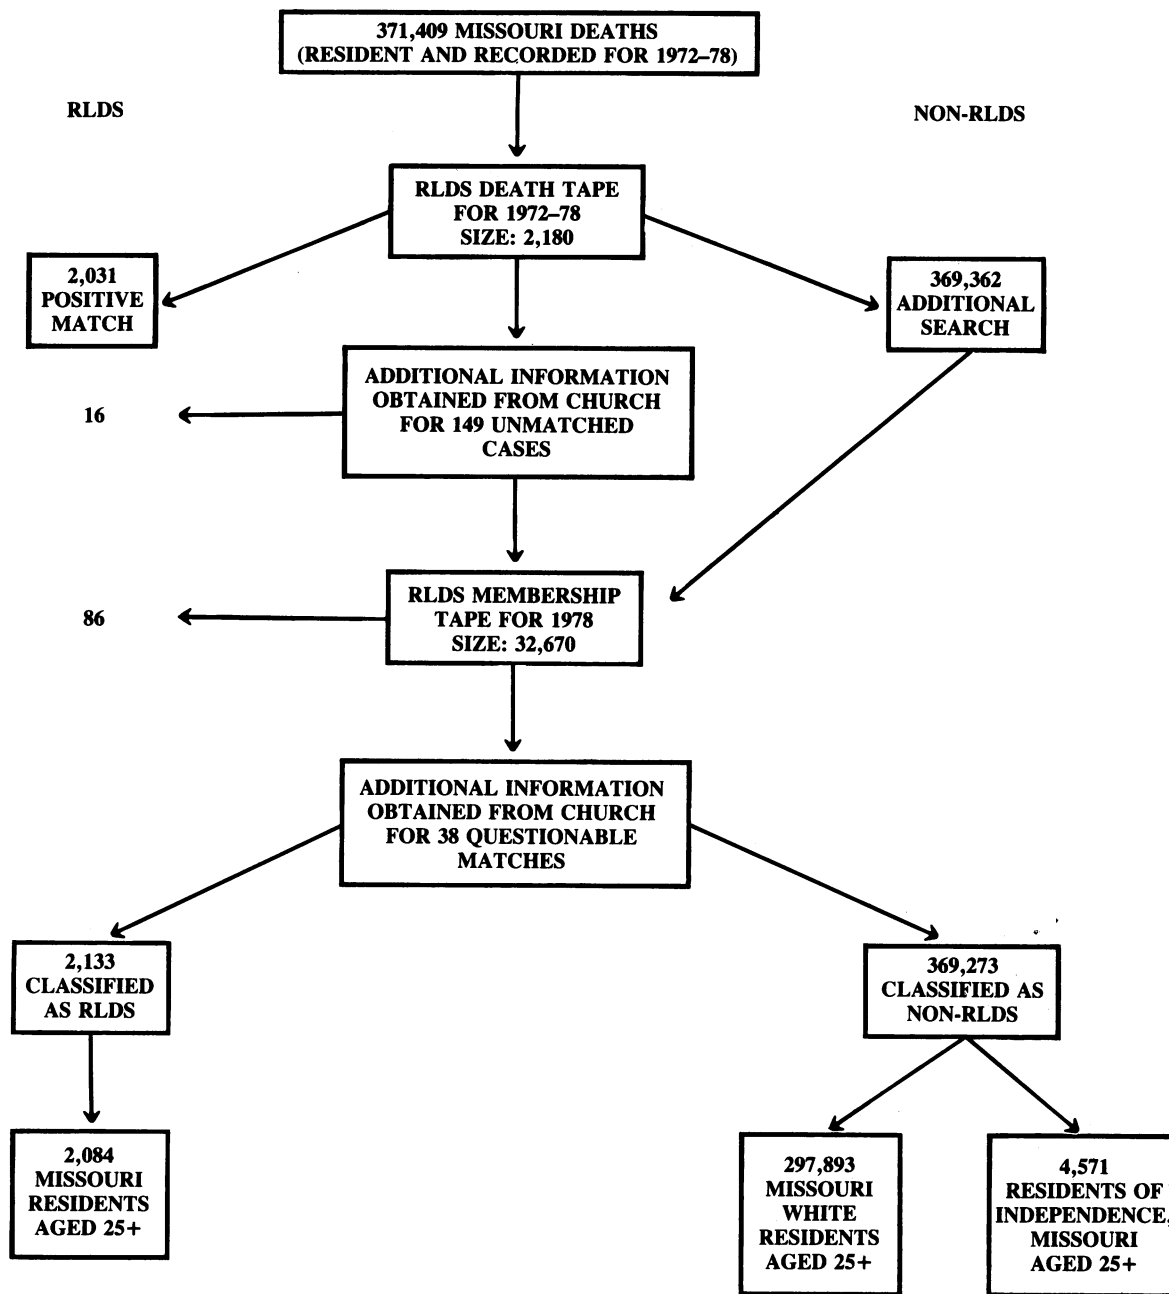 371,409 MISSOURI DEATHS
(RESIDENT AND RECORDED FOR 1972–78)
RLDS
NON-RLDS
RLDS DEATH TAPE
FOR 1972–78
SIZE: 2,180
2,031
POSITIVE
MATCH
369,362
ADDITIONAL
SEARCH
ADDITIONAL INFORMATION
OBTAINED FROM CHURCH
FOR 149 UNMATCHED
CASES
16
RLDS MEMBERSHIP
TAPE FOR 1978
SIZE: 32,670
86
ADDITIONAL INFORMATION
OBTAINED FROM CHURCH
FOR 38 QUESTIONABLE
MATCHES
2,133
CLASSIFIED
AS RLDS
369,273
CLASSIFIED AS
NON-RLDS
2,084
MISSOURI
RESIDENTS
AGED 25+
297,893
MISSOURI
WHITE
RESIDENTS
AGED 25+
4,571
RESIDENTS OF
INDEPENDENCE,
MISSOURI
AGED 25+